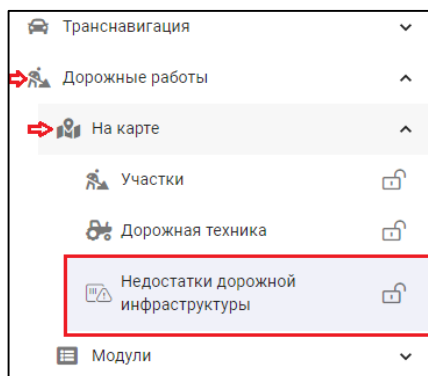 Транснавигация
Дорожные работы
На карте
Участки
Дорожная техника
Недостатки дорожной
инфраструктуры
Модули